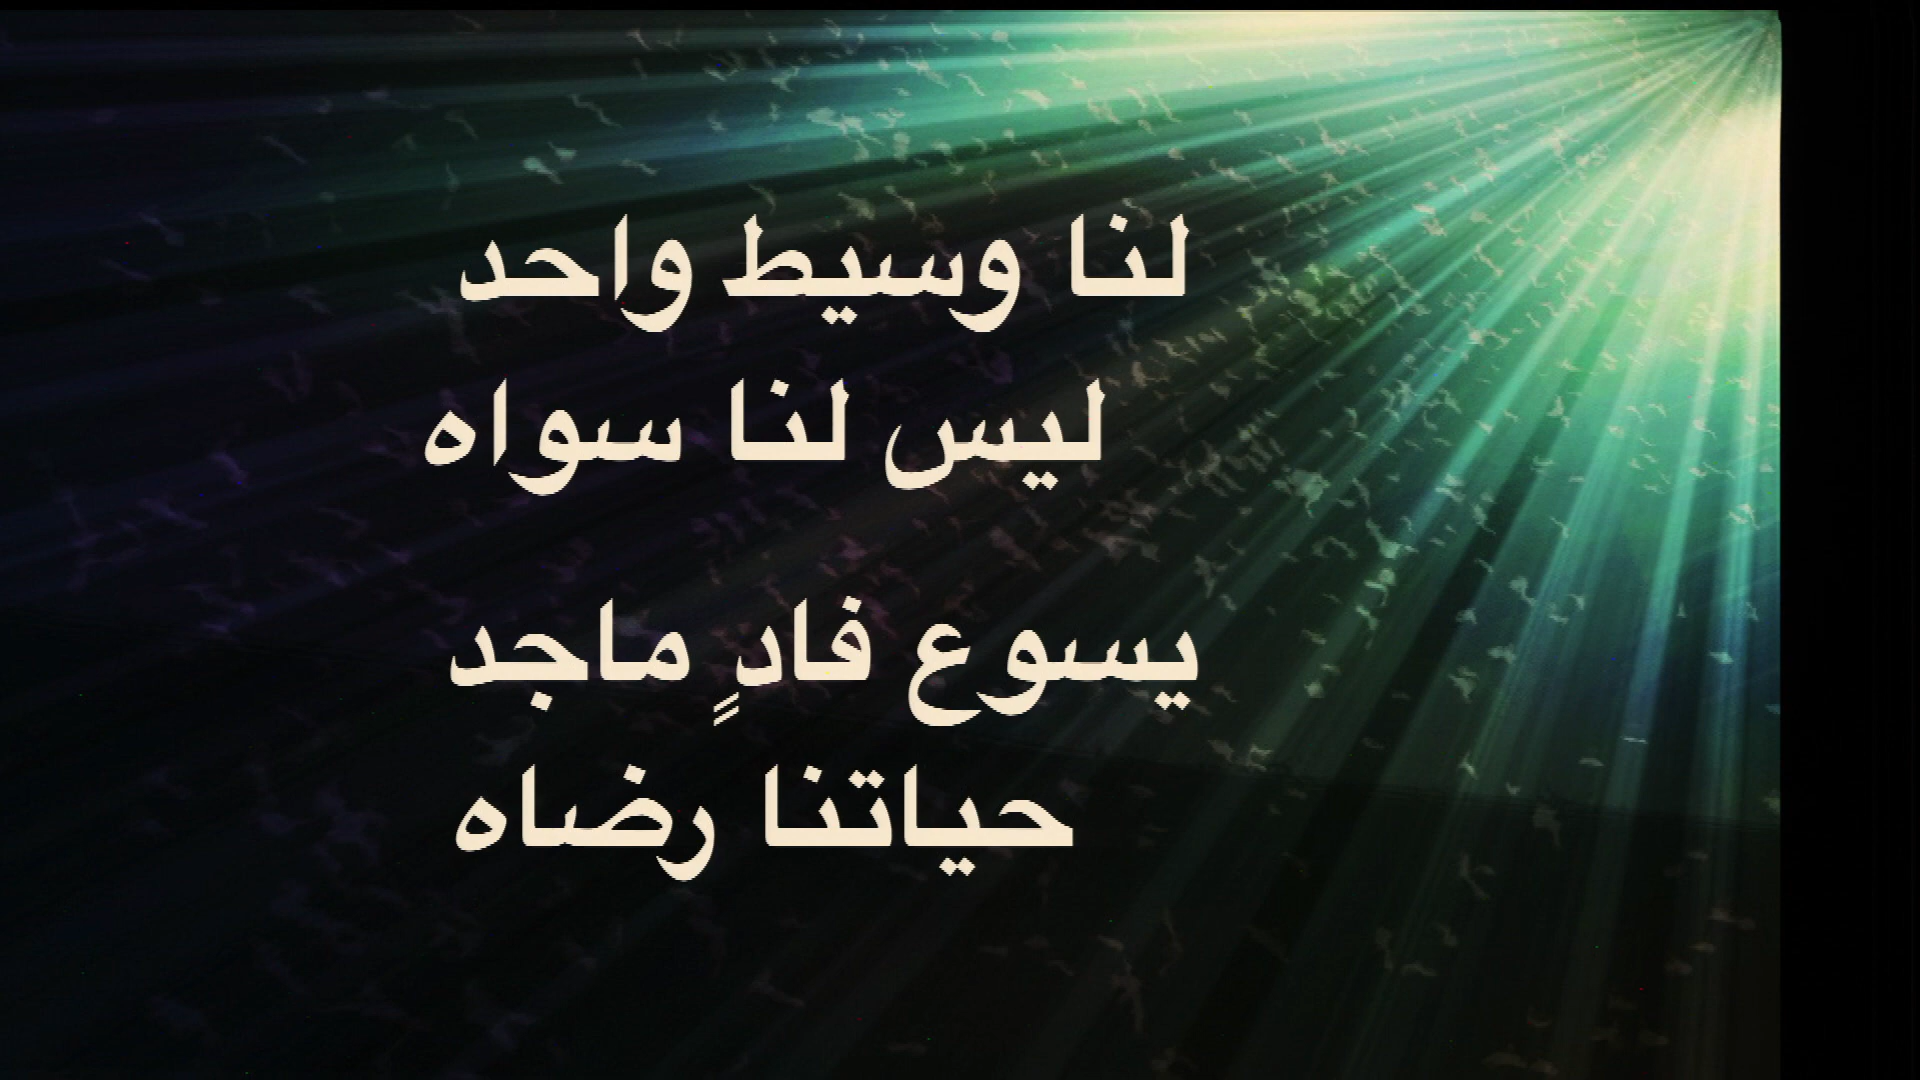 لنا وسيط واحد
ليس لنا سواه
يسوع فادٍ ماجد
حياتنا رضاه